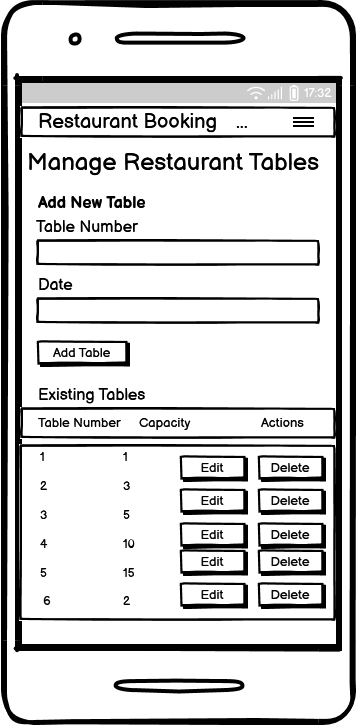 17:32
Restaurant Booking ...
Manage Restaurant Tables
Add New Table
Table Number
Date
Add Table
Existing Tables
Table Number Capacity Actions
1 1 Edit Delete
2 3 Edit Delete
3 5 Edit Delete
4 10 Edit Delete
5 15 Edit Delete
6 2